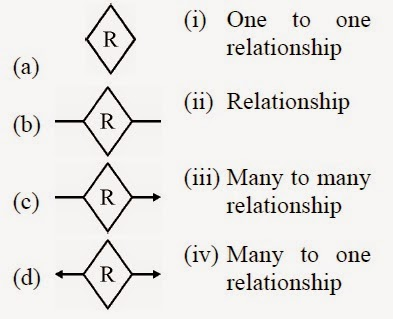 R
(a)
(i) One to one
relationship
(b)
R
(ii) Relationship
(c)
R
(iii) Many to many
relationship
(d)
R
(iv) Many to one
relationship